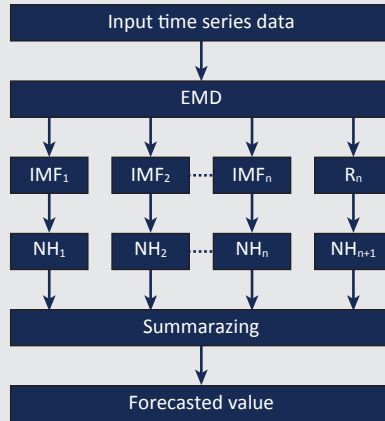 Input time series data
EMD
IMF₁ IMF₂ IMFₙ Rₙ
NH₁ NH₂ NHₙ NHₙ₊₁
Summarazing
Forecasted value